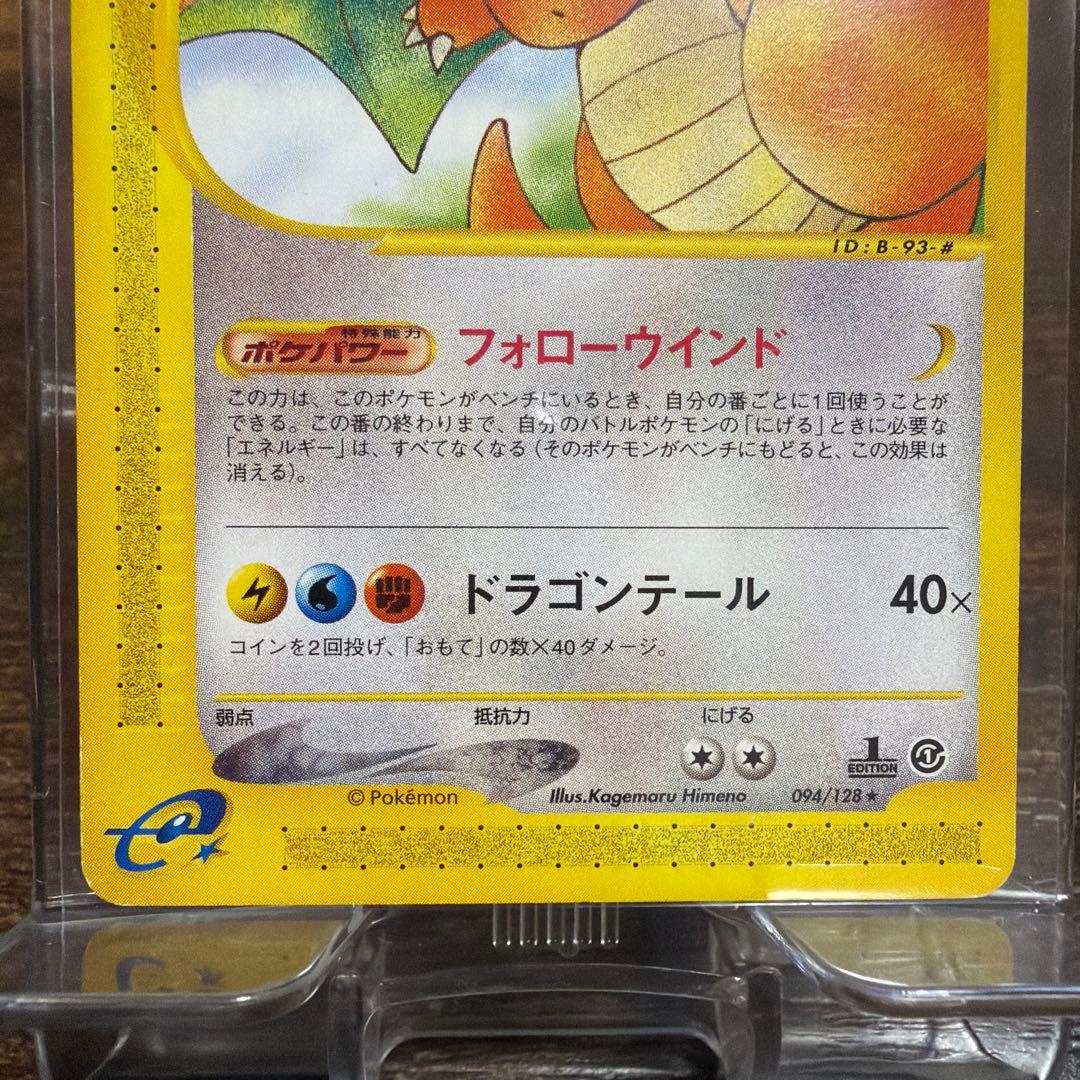 ID:B-93-#
特殊能力
ポケパワー フォローウインド
この力は、このポケモンがベンチにいるとき、自分の番ごとに1回使うことが
できる。この番の終わりまで、自分のバトルポケモンの「にげる」ときに必要な
「エネルギー」は、すべてなくなる(そのポケモンがベンチにもどると、この効果は
消える)。
ドラゴンテール 40×
コインを2回投げ、「おもて」の数×40ダメージ。
弱点 抵抗力 にげる
1
EDITION
© Pokémon Illus.Kagemaru Himeno 094/128★
e